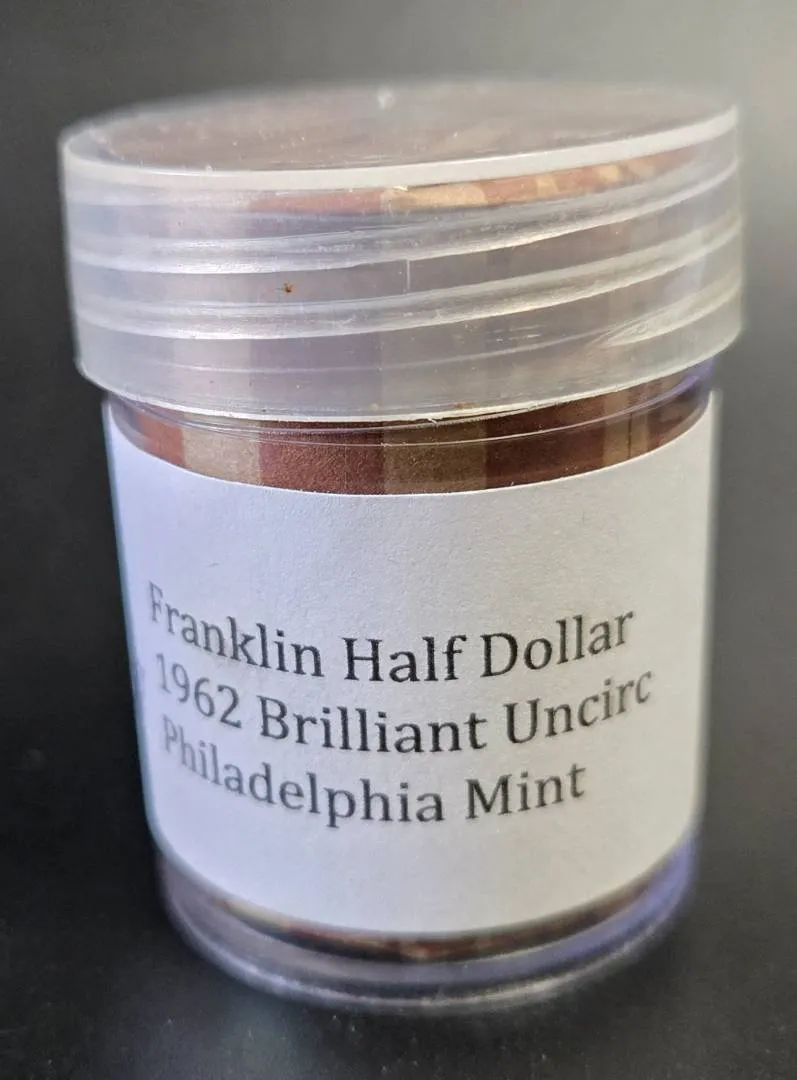 Franklin Half Dollar
1962 Brilliant Uncirc
Philadelphia Mint